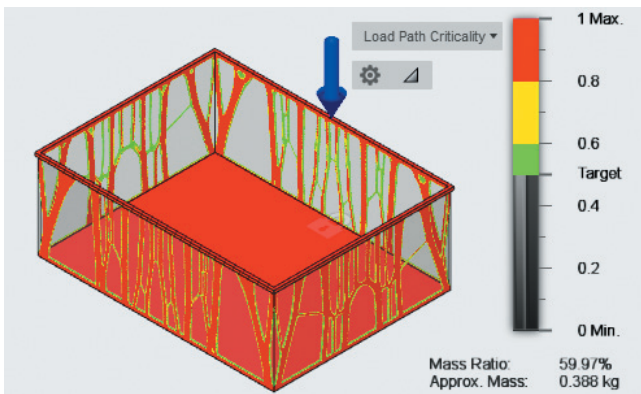 Load Path Criticality
1 Max.
0.8
0.6
Target
0.4
0.2
0 Min.
Mass Ratio: 59.97%
Approx. Mass: 0.388 kg